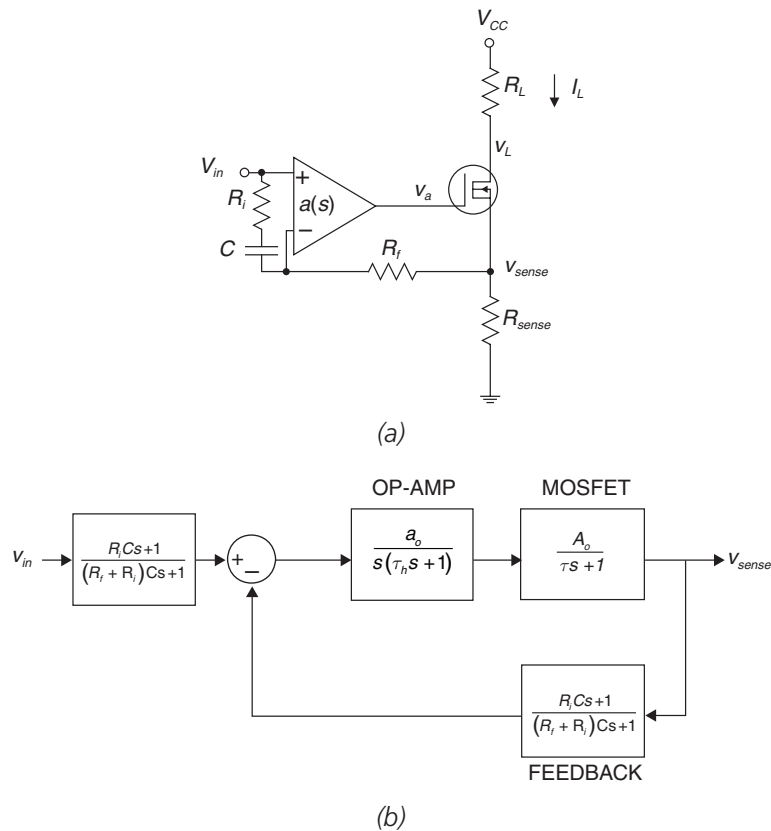 V_CC
R_L
I_L
v_L
V_in
+
R_i
a(s)
v_a
−
C
R_f
v_sense
R_sense
(a)
OP-AMP MOSFET
v_in
R_iCs+1
(R_f + R_i)Cs+1
+
−
a_o
s(τ_h s+1)
A_o
τs+1
v_sense
R_iCs+1
(R_f + R_i)Cs+1
FEEDBACK
(b)